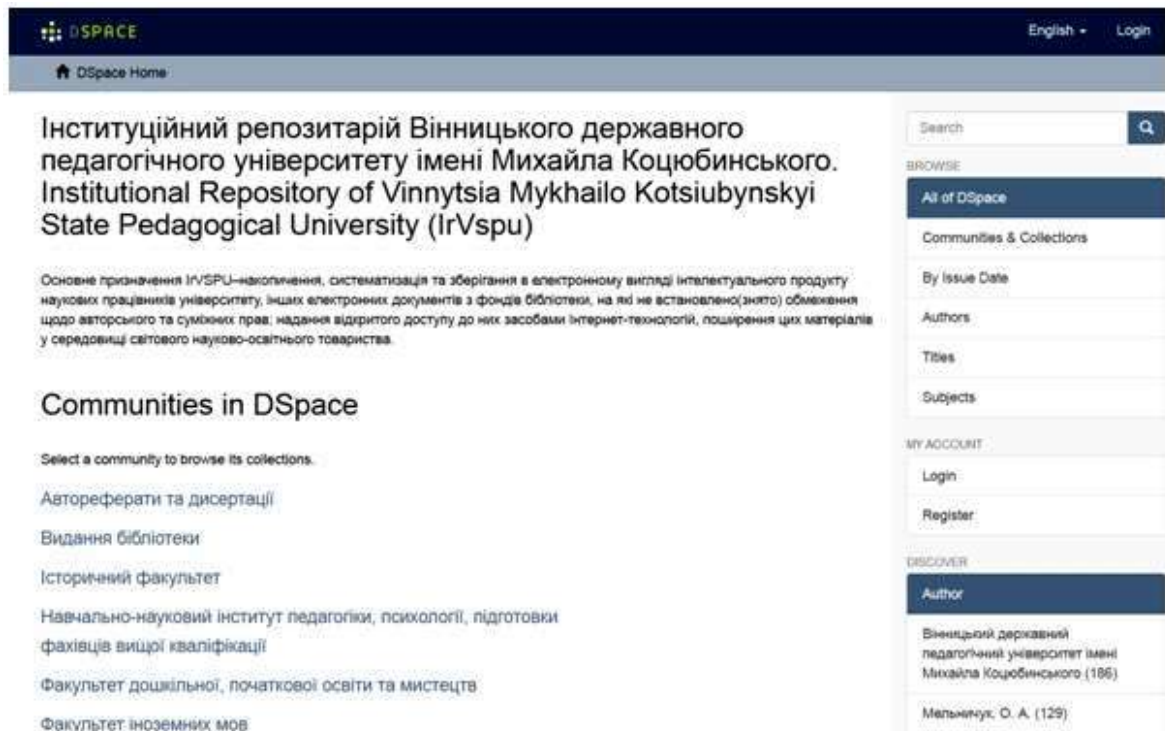 DSPACE
English
Login
DSpace Home
Інституційний репозитарій Вінницького державного
педагогічного університету імені Михайла Коцюбинського.
Institutional Repository of Vinnytsia Mykhailo Kotsiubynskyi
State Pedagogical University (IrVspu)
Основне призначення IrVSPU–накопичення, систематизація та зберігання в електронному вигляді інтелектуального продукту
наукових працівників університету, інших електронних документів з фондів бібліотеки, на які не встановлено(знято) обмеження
щодо авторського та суміжних прав; надання відкритого доступу до них засобами інтернет-технологій, поширення цих матеріалів
у середовищі світового науково-освітнього товариства.
Communities in DSpace
Select a community to browse its collections.
Автореферати та дисертації
Видання бібліотеки
Історичний факультет
Навчально-науковий інститут педагогіки, психології, підготовки
фахівців вищої кваліфікації
Факультет дошкільної, початкової освіти та мистецтв
Факультет іноземних мов
Search
BROWSE
All of DSpace
Communities & Collections
By Issue Date
Authors
Titles
Subjects
MY ACCOUNT
Login
Register
DISCOVER
Author
Вінницький державний
педагогічний університет імені
Михайла Коцюбинського (186)
Мельничук, О. А. (129)